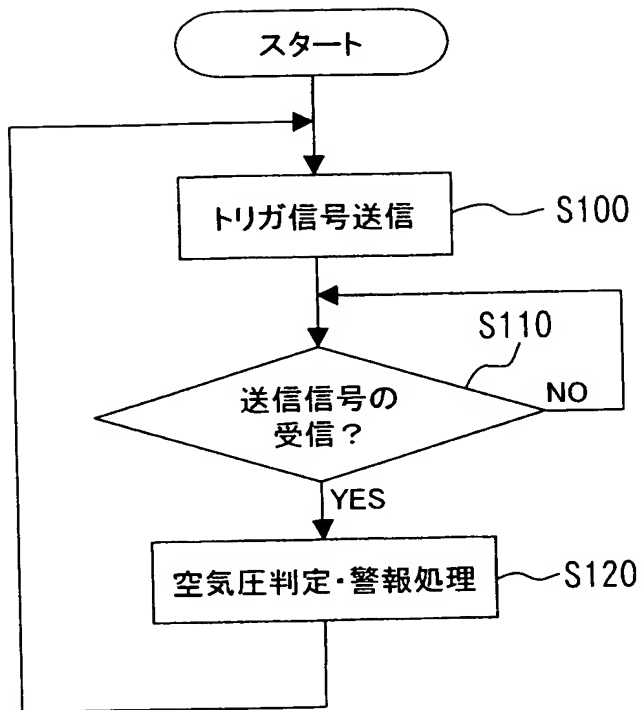 スタート
トリガ信号送信
S100
S110
送信信号の
受信？
NO
YES
空気圧判定・警報処理
S120